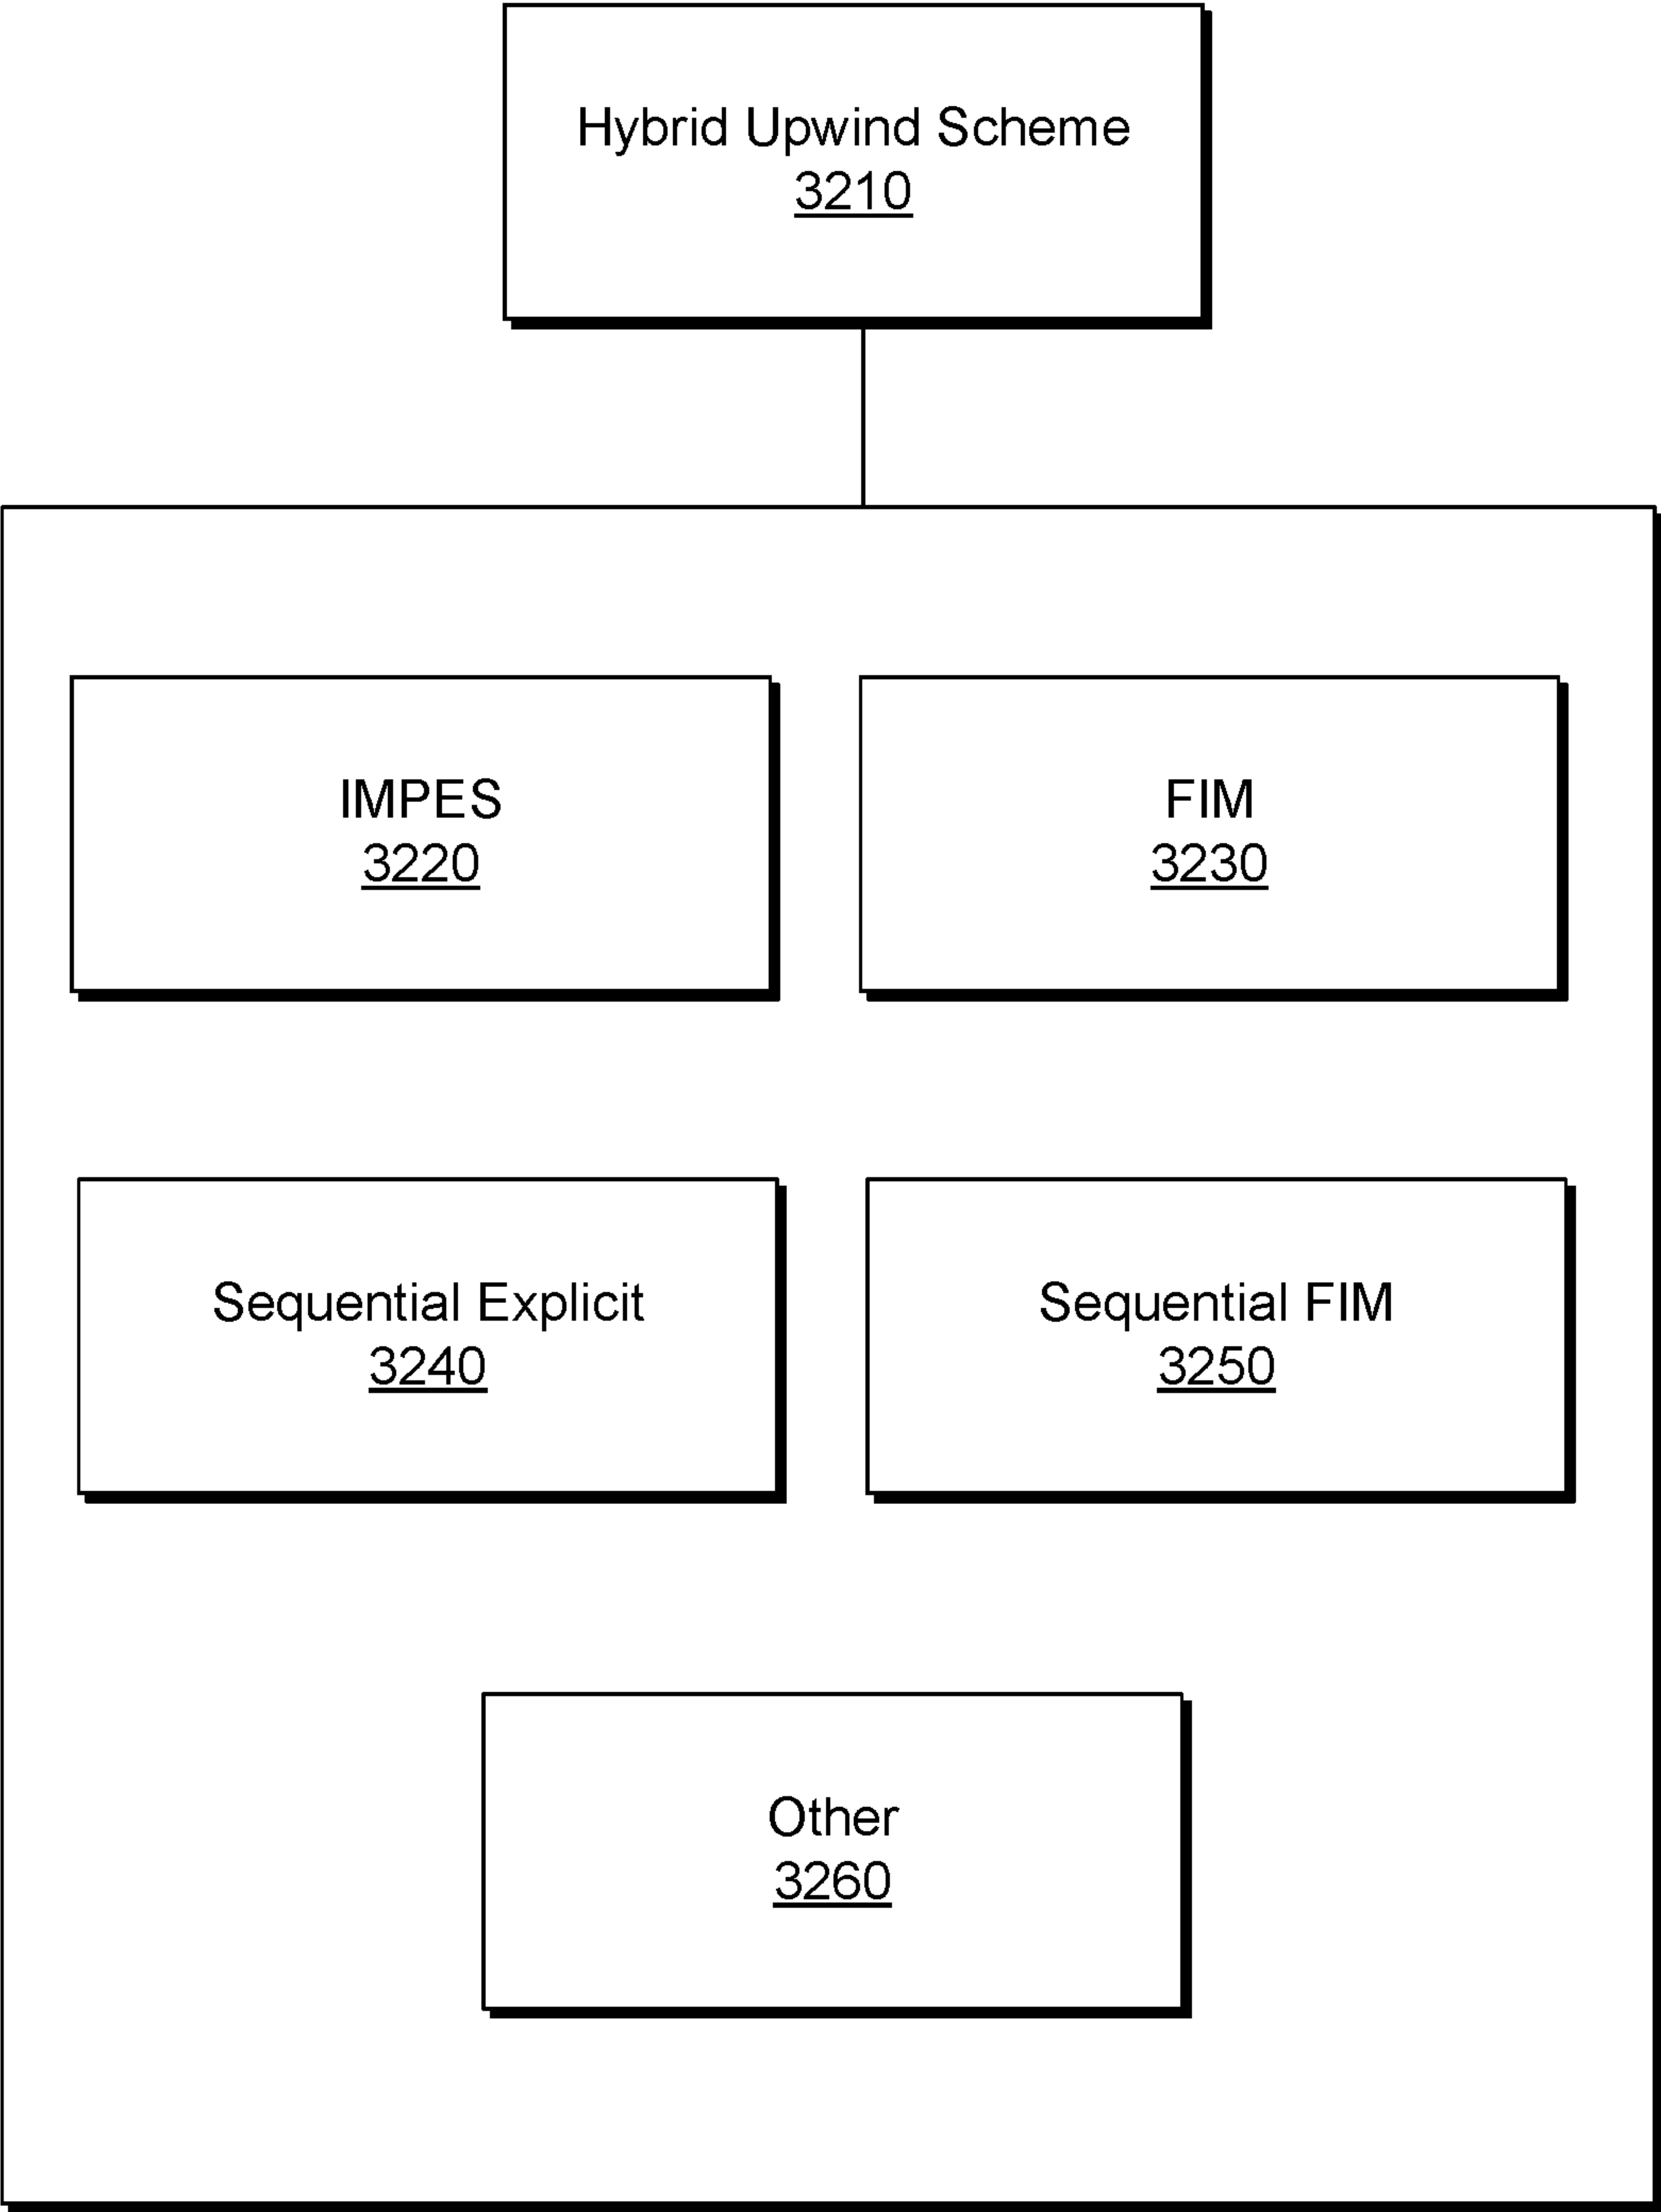 Hybrid Upwind Scheme
3210
IMPES
3220
FIM
3230
Sequential Explicit
3240
Sequential FIM
3250
Other
3260